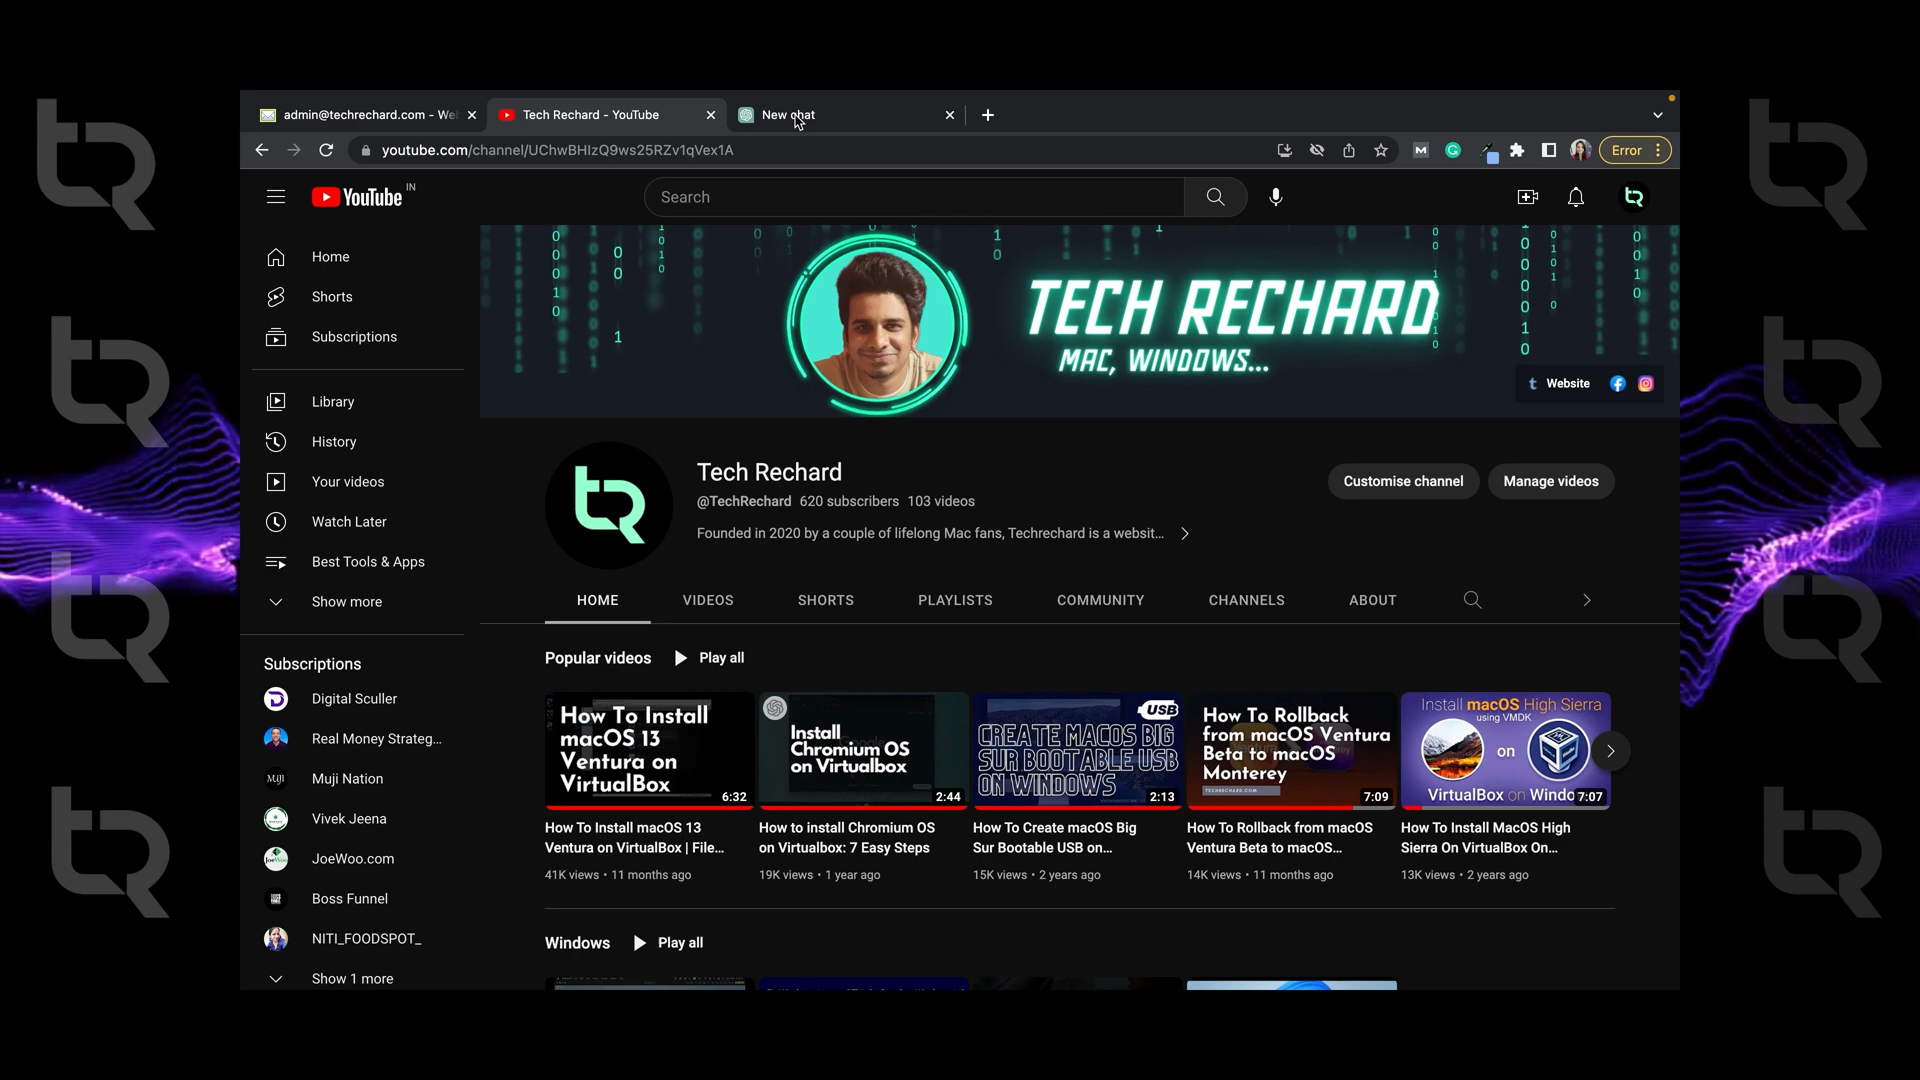 admin@techrechard.com - We
Tech Rechard - YouTube
New chat
youtube.com/channel/UChwBHIzQ9ws25RZv1qVex1A
Error
YouTube IN
Search
Home
Shorts
Subscriptions
Library
History
Your videos
Watch Later
Best Tools & Apps
Show more
Subscriptions
Digital Sculler
Real Money Strateg...
Muji Nation
Vivek Jeena
JoeWoo.com
Boss Funnel
NITI_FOODSPOT_
Show 1 more
TECH RECHARD
MAC, WINDOWS...
Website
Tech Rechard
@TechRechard 620 subscribers 103 videos
Founded in 2020 by a couple of lifelong Mac fans, Techrechard is a websit...
Customise channel
Manage videos
HOME
VIDEOS
SHORTS
PLAYLISTS
COMMUNITY
CHANNELS
ABOUT
Popular videos
Play all
How To Install
macOS 13
Ventura on
VirtualBox
6:32
How To Install macOS 13
Ventura on VirtualBox | File...
41K views • 11 months ago
Install
Chromium OS
on Virtualbox
2:44
How to install Chromium OS
on Virtualbox: 7 Easy Steps
19K views • 1 year ago
USB
CREATE MACOS BIG
SUR BOOTABLE USB
ON WINDOWS
2:13
How To Create macOS Big
Sur Bootable USB on...
15K views • 2 years ago
How To Rollback
from macOS Ventura
Beta to macOS
Monterey
TECHRECHARD.COM
7:09
How To Rollback from macOS
Ventura Beta to macOS...
14K views • 11 months ago
Install macOS High Sierra
using VMDK
on
VirtualBox on Windo
7:07
How To Install MacOS High
Sierra On VirtualBox On...
13K views • 2 years ago
Windows
Play all